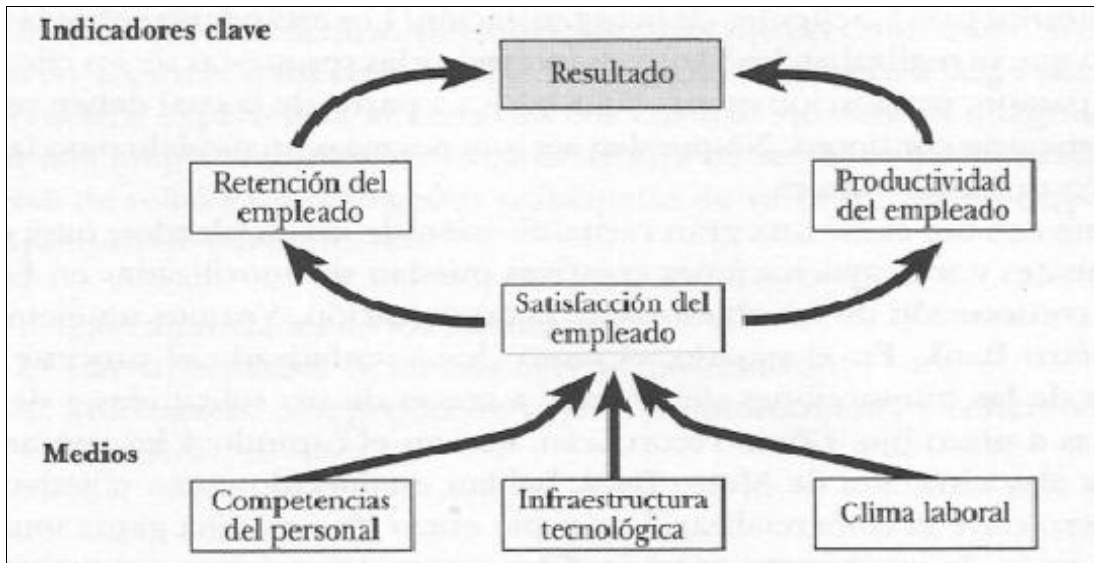 Indicadores clave
Resultado
Retención del
empleado
Productividad
del empleado
Satisfacción del
empleado
Medios
Competencias
del personal
Infraestructura
tecnológica
Clima laboral